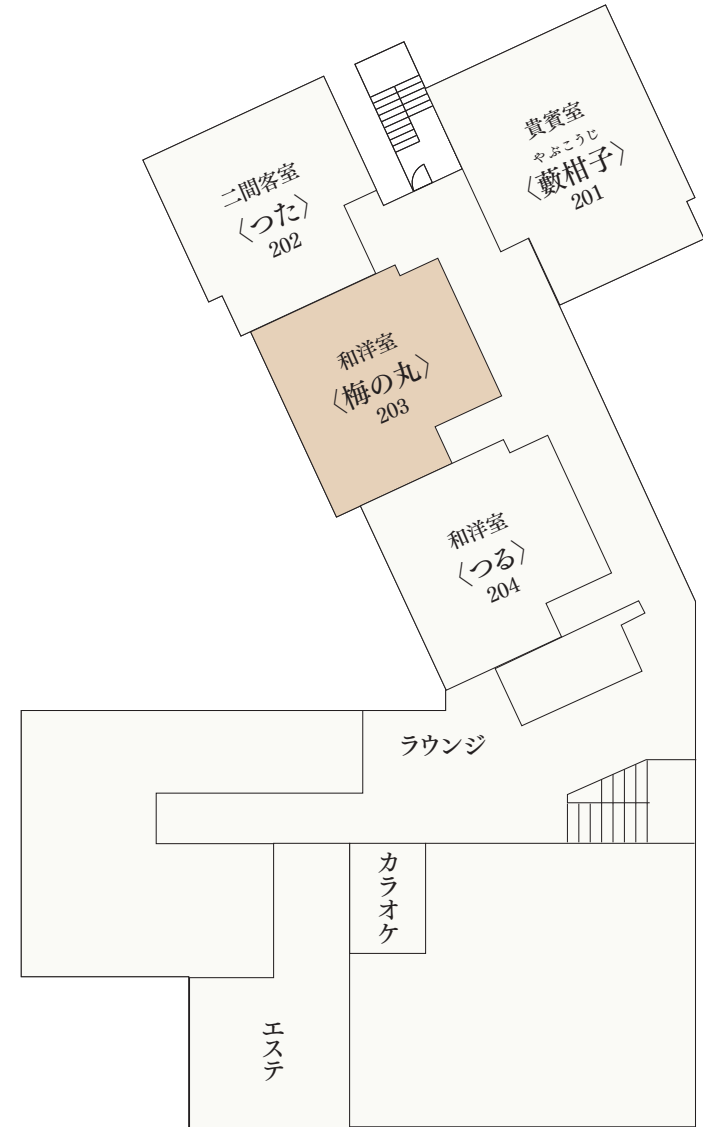 貴賓室
やぶこうじ
〈藪柑子〉
201
二間客室
〈つた〉
202
和洋室
〈梅の丸〉
203
和洋室
〈つる〉
204
ラウンジ
カラオケ
エステ